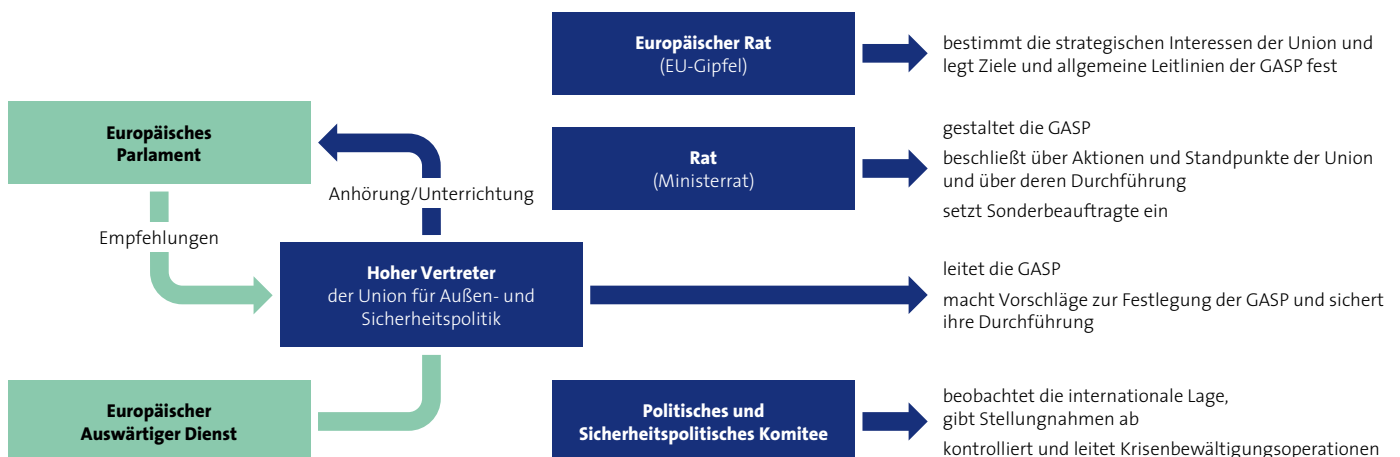 Europäischer Rat
(EU-Gipfel)
bestimmt die strategischen Interessen der Union und
legt Ziele und allgemeine Leitlinien der GASP fest
Europäisches
Parlament
Rat
(Ministerrat)
gestaltet die GASP
beschließt über Aktionen und Standpunkte der Union
und über deren Durchführung
setzt Sonderbeauftragte ein
Anhörung/Unterrichtung
Empfehlungen
Hoher Vertreter
der Union für Außen- und
Sicherheitspolitik
leitet die GASP
macht Vorschläge zur Festlegung der GASP und sichert
ihre Durchführung
Europäischer
Auswärtiger Dienst
Politisches und
Sicherheitspolitisches Komitee
beobachtet die internationale Lage,
gibt Stellungnahmen ab
kontrolliert und leitet Krisenbewältigungsoperationen